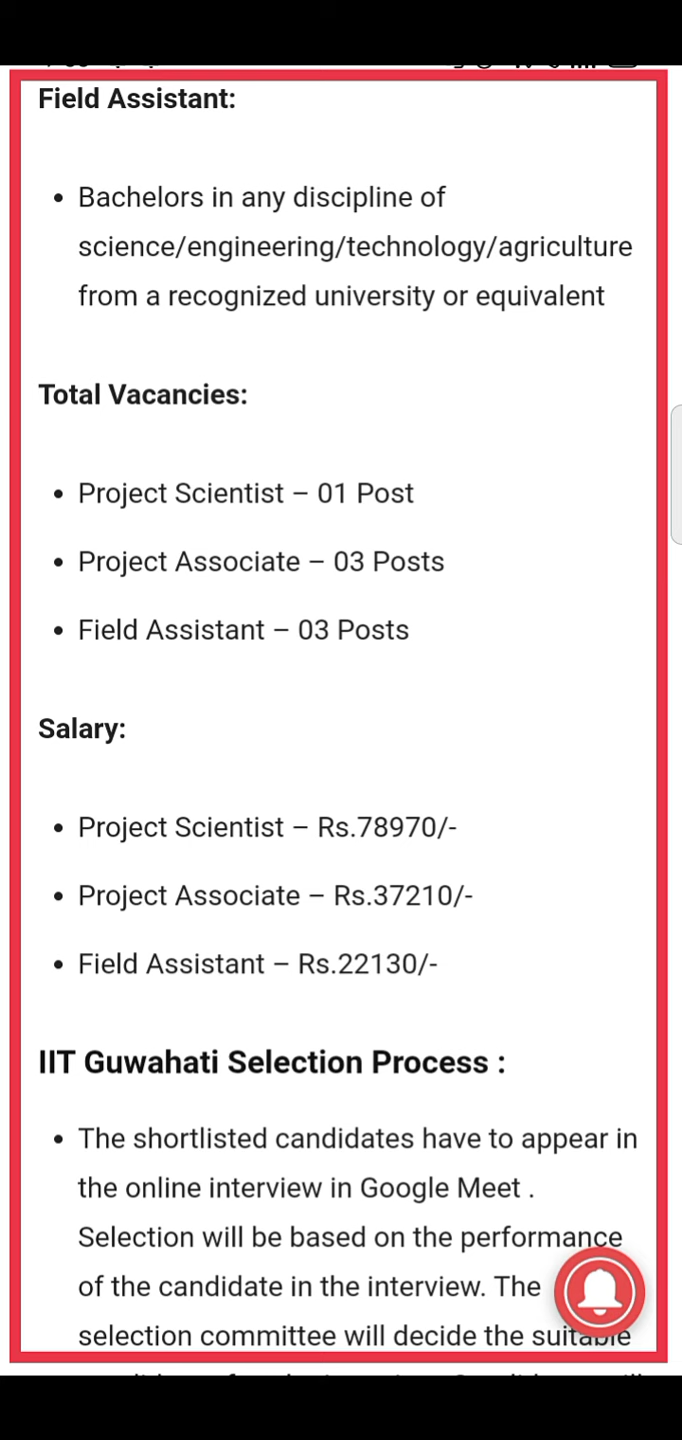 Field Assistant:
• Bachelors in any discipline of
science/engineering/technology/agriculture
from a recognized university or equivalent
Total Vacancies:
• Project Scientist – 01 Post
• Project Associate – 03 Posts
• Field Assistant – 03 Posts
Salary:
• Project Scientist – Rs.78970/-
• Project Associate – Rs.37210/-
• Field Assistant – Rs.22130/-
IIT Guwahati Selection Process :
• The shortlisted candidates have to appear in
the online interview in Google Meet .
Selection will be based on the performance
of the candidate in the interview. The
selection committee will decide the suitable